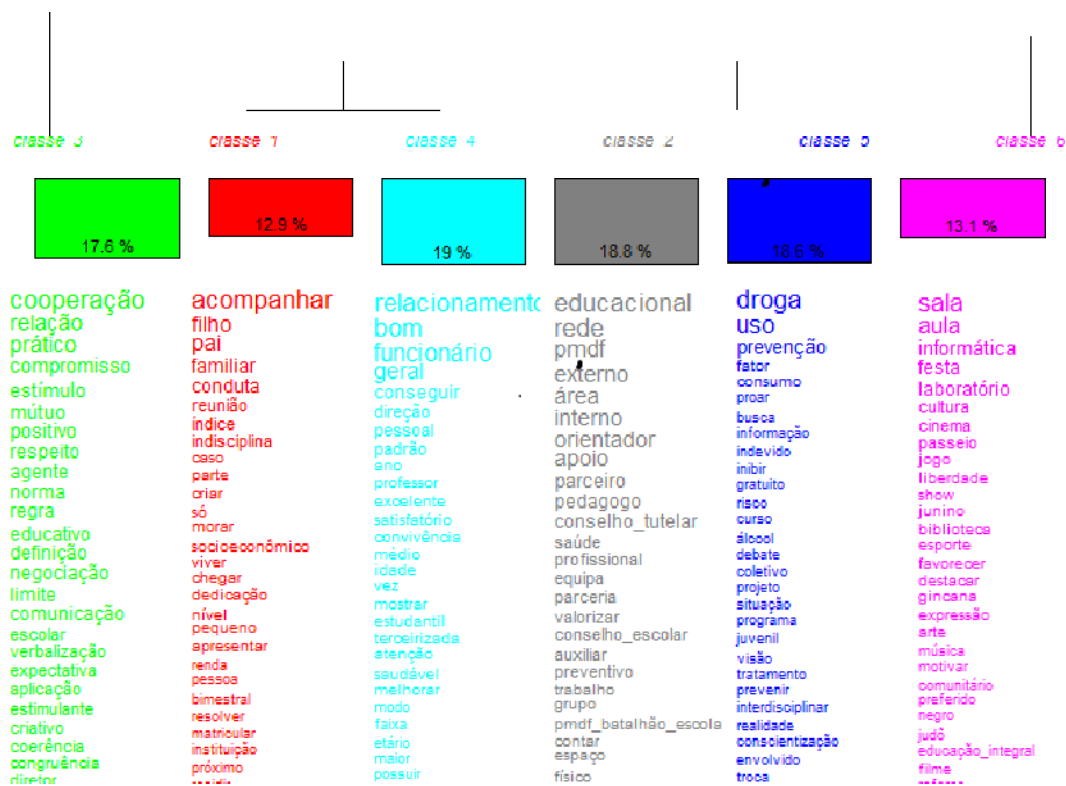 classe 3
classe 1
classe 4
classe 2
classe 5
classe 6
17.6 %
12.9 %
19 %
18.8 %
18.6 %
13.1 %
cooperação
relação
prático
compromisso
estímulo
mútuo
positivo
respeito
agente
norma
regra
educativo
definição
negociação
limite
comunicação
escolar
verbalização
expectativa
aplicação
estimulante
criativo
coerência
congruência
diretor
acompanhar
filho
pai
familiar
conduta
reunião
índice
indisciplina
caso
parte
criar
só
morar
socioeconômico
viver
chegar
dedicação
nível
pequeno
apresentar
renda
pessoa
bimestral
resolver
matricular
instituição
próximo
relacionamento
bom
funcionário
geral
conseguir
direção
pessoal
padrão
ano
professor
excelente
satisfatório
convivência
médio
idade
vez
mostrar
estudantil
terceirizada
atenção
saudável
melhorar
modo
faixa
etário
maior
possuir
educacional
rede
pmdf
externo
área
interno
orientador
apoio
parceiro
pedagogo
conselho_tutelar
saúde
profissional
equipa
parceria
valorizar
conselho_escolar
auxiliar
preventivo
trabalho
grupo
pmdf_batalhão_escola
contar
espaço
físico
droga
uso
prevenção
fator
consumo
proar
busca
informação
indevido
inibir
gratuito
risco
curso
álcool
debate
coletivo
projeto
situação
programa
juvenil
visão
tratamento
prevenir
interdisciplinar
realidade
conscientização
envolvido
troca
sala
aula
informática
festa
laboratório
cultura
cinema
passeio
jogo
liberdade
show
junino
biblioteca
esporte
favorecer
destacar
gincana
expressão
arte
música
motivar
comunitário
preferido
negro
judô
educação_integral
filme